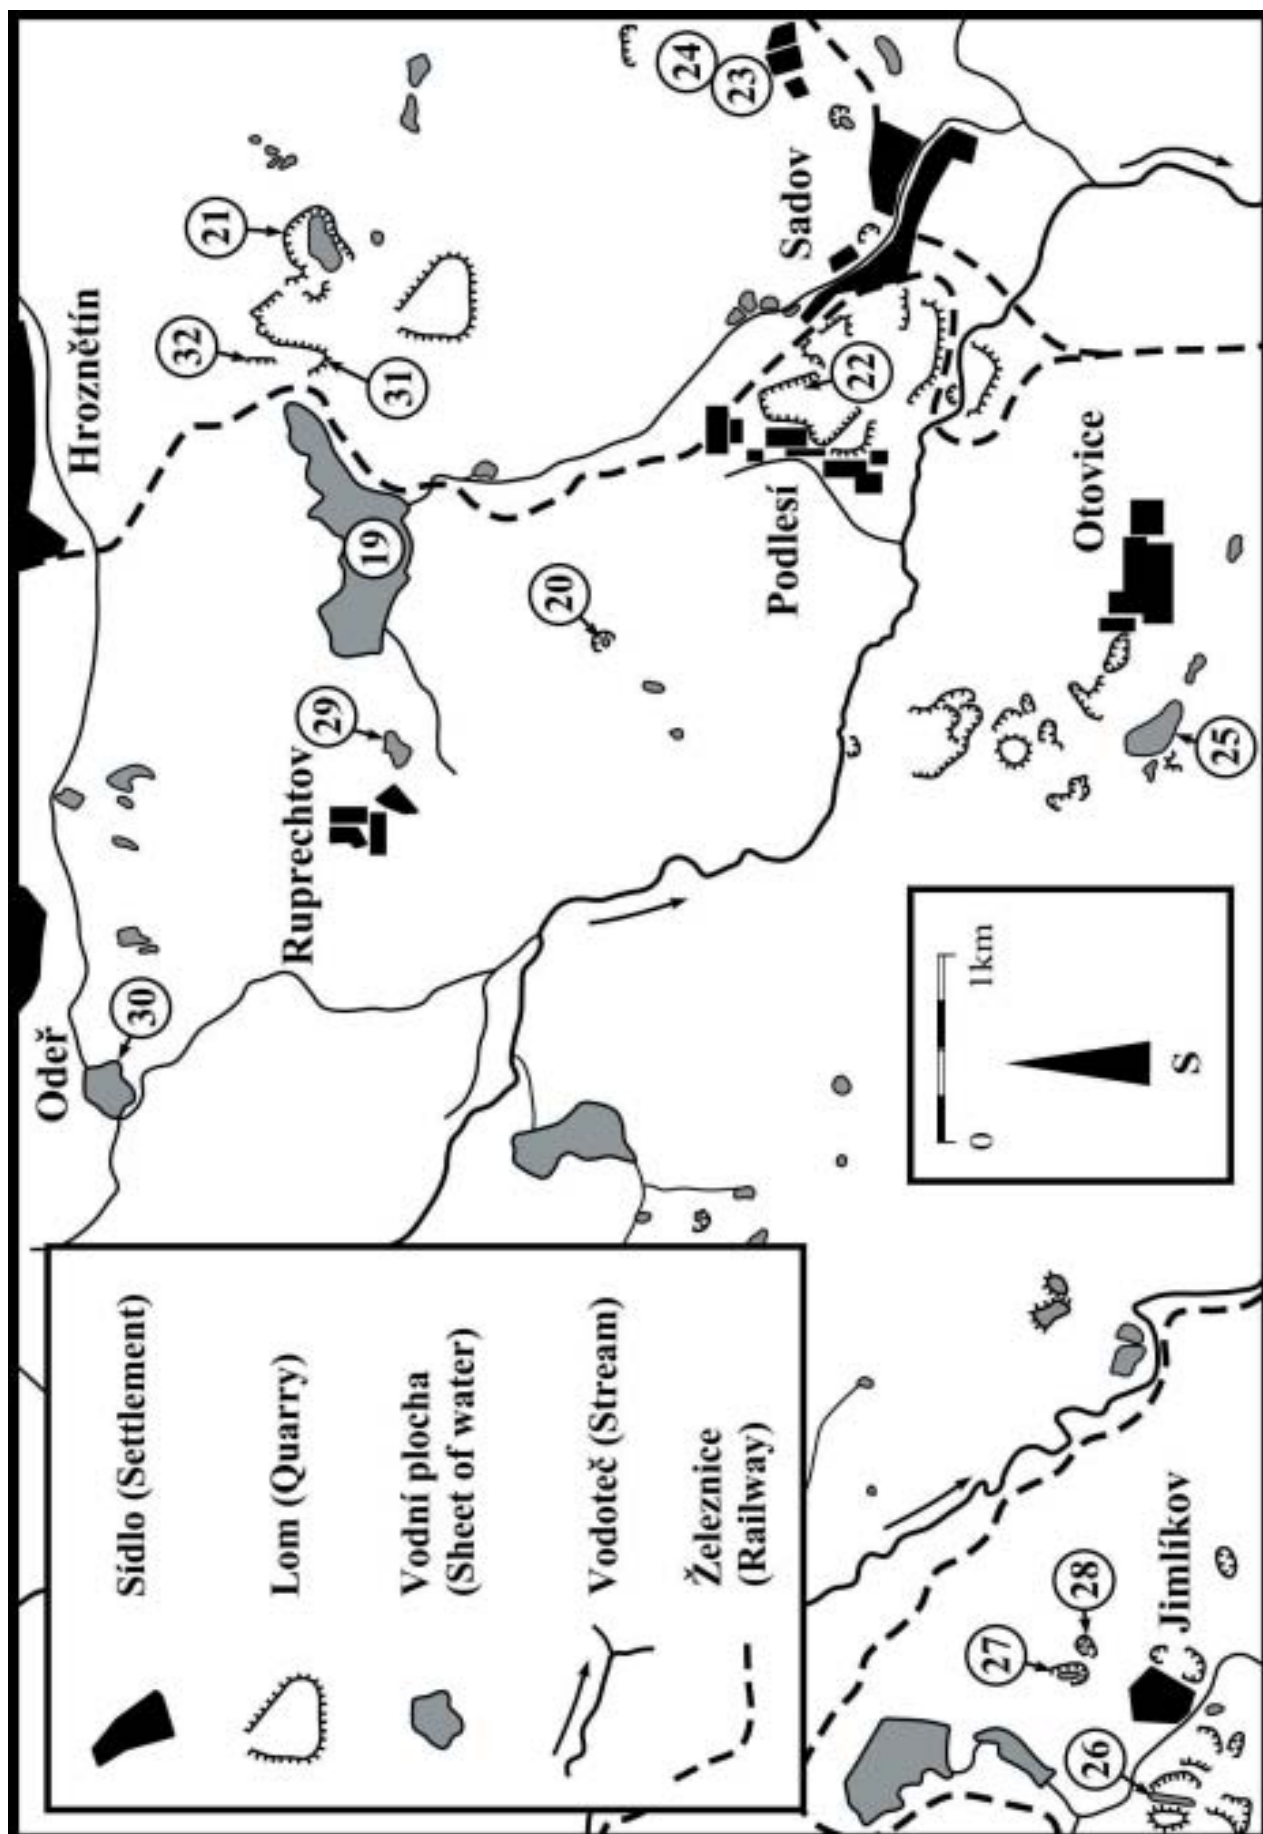 Hroznětín
Odeř
30
32
21
31
19
29
Ruprechtov
20
24
23
Sadov
22
Podlesí
Otovice
25
27
28
26
Jimlíkov
Sídlo (Settlement)
Lom (Quarry)
Vodní plocha
(Sheet of water)
Vodoteč (Stream)
Železnice
(Railway)
0
1km
S